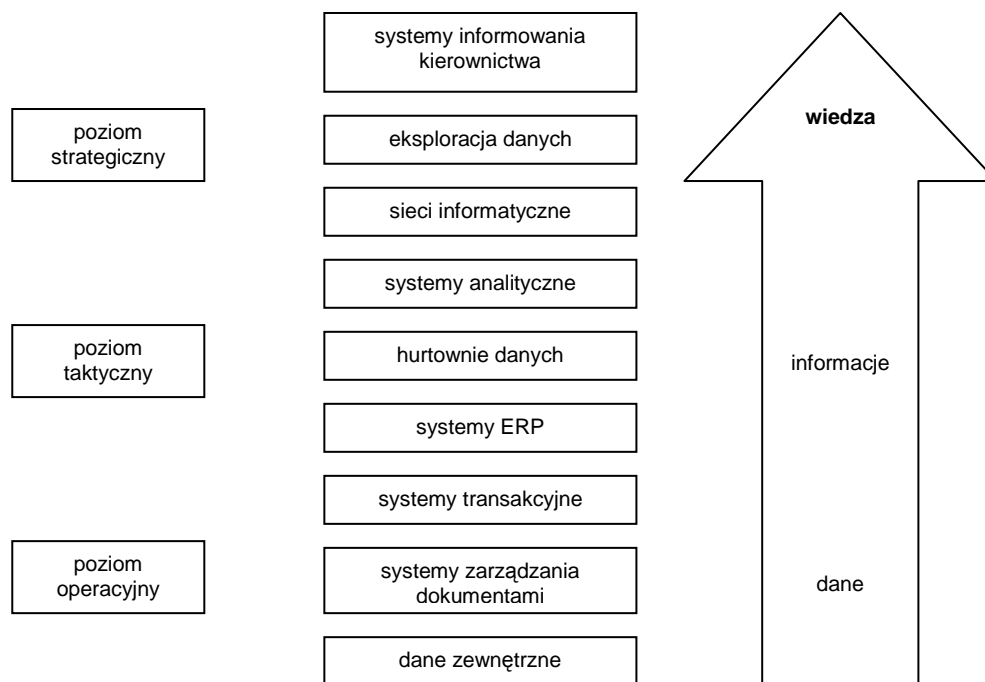 systemy informowania
kierownictwa
wiedza
poziom
strategiczny
eksploracja danych
sieci informatyczne
systemy analityczne
poziom
taktyczny
hurtownie danych
informacje
systemy ERP
systemy transakcyjne
poziom
operacyjny
systemy zarządzania
dokumentami
dane
dane zewnętrzne